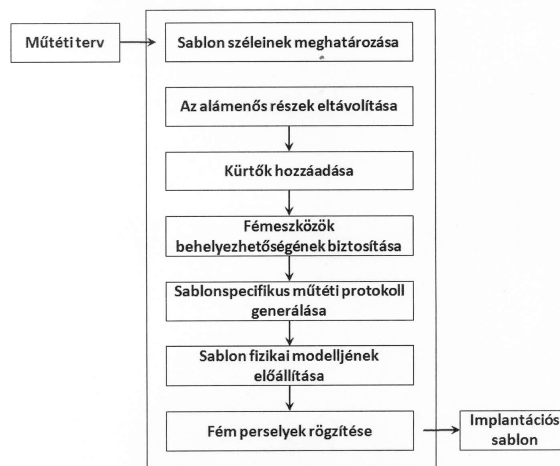 Műtéti terv
Sablon széleinek meghatározása
Az alámenős részek eltávolítása
Kürtők hozzáadása
Fémeszközök
behelyezhetőségének biztosítása
Sablonspecifikus műtéti protokoll
generálása
Sablon fizikai modelljének
előállítása
Fém perselyek rögzítése
Implantációs
sablon